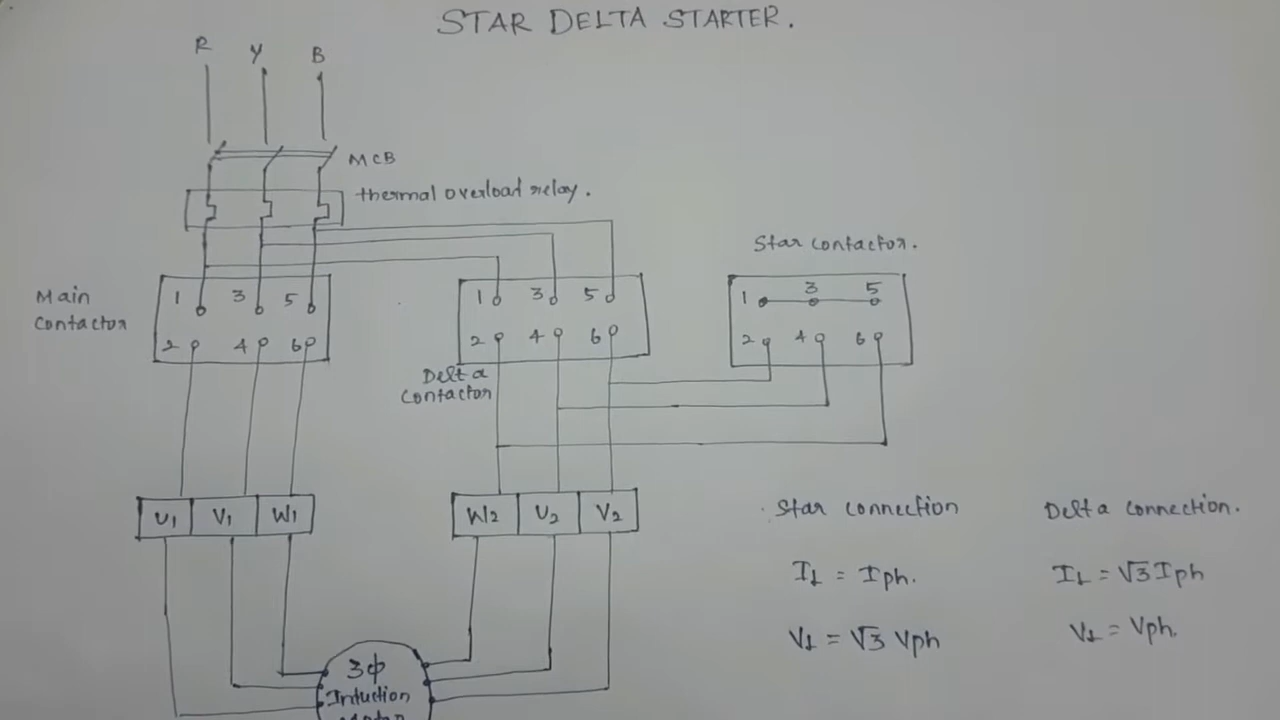 STAR DELTA STARTER.
R Y B
MCB
thermal overload relay.
Star contactor.
Main
contactor
1 3 5
2 4 6
1 3 5
2 4 6
Delta
contactor
1 3 5
2 4 6
U1 V1 W1
W2 U2 V2
Star connection
IL = Iph.
VL = √3 Vph
Delta connection.
IL = √3 Iph
VL = Vph.
3ϕ
Intuction
Motor